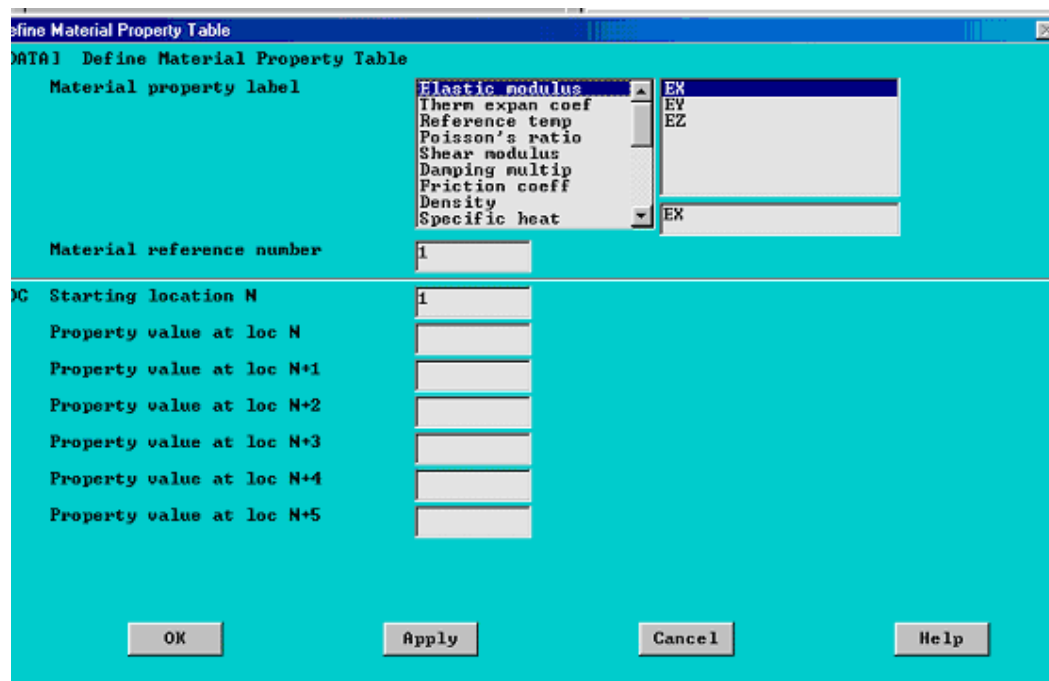 efine Material Property Table
DATA] Define Material Property Table
Material property label
Elastic modulus
Therm expan coef
Reference temp
Poisson's ratio
Shear modulus
Damping multip
Friction coeff
Density
Specific heat
EX
EY
EZ
EX
Material reference number 1
OC Starting location N 1
Property value at loc N
Property value at loc N+1
Property value at loc N+2
Property value at loc N+3
Property value at loc N+4
Property value at loc N+5
OK Apply Cancel Help